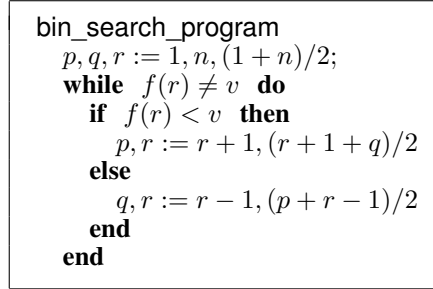 bin_search_program
p, q, r := 1, n, (1 + n)/2;
while f(r) ≠ v do
if f(r) < v then
p, r := r + 1, (r + 1 + q)/2
else
q, r := r − 1, (p + r − 1)/2
end
end